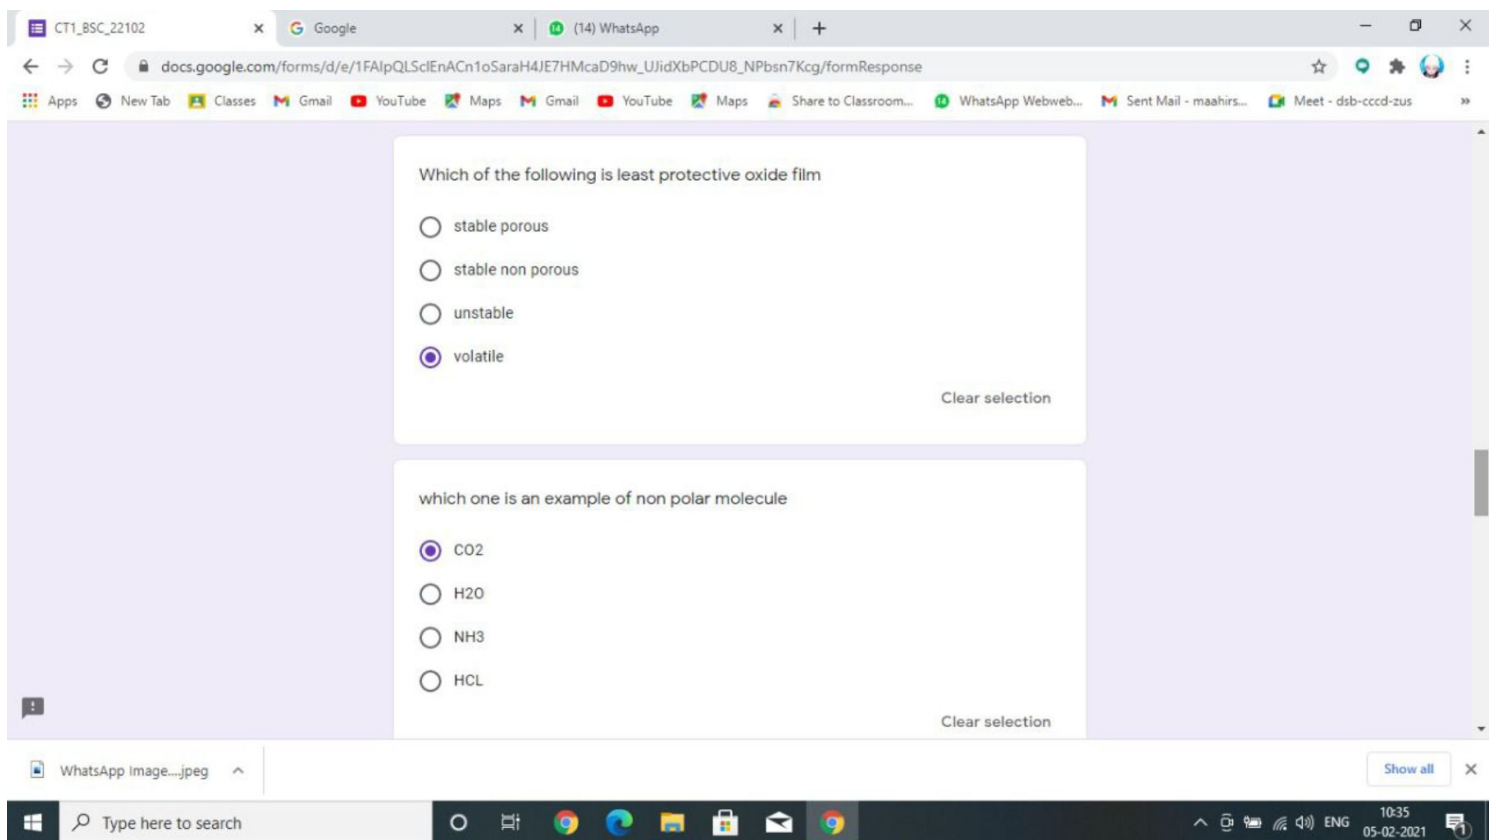 CT1_BSC_22102
Google
(14) WhatsApp
docs.google.com/forms/d/e/1FAIpQLSclEnACn1oSaraH4JE7HMcaD9hw_UJidXbPCDU8_NPbsn7Kcg/formResponse
Apps New Tab Classes Gmail YouTube Maps Gmail YouTube Maps Share to Classroom... WhatsApp Webweb... Sent Mail - maahirs... Meet - dsb-cccd-zus »
Which of the following is least protective oxide film
stable porous
stable non porous
unstable
volatile
Clear selection
which one is an example of non polar molecule
CO2
H2O
NH3
HCL
Clear selection
WhatsApp Image....jpeg
Show all
Type here to search
ENG
10:35
05-02-2021